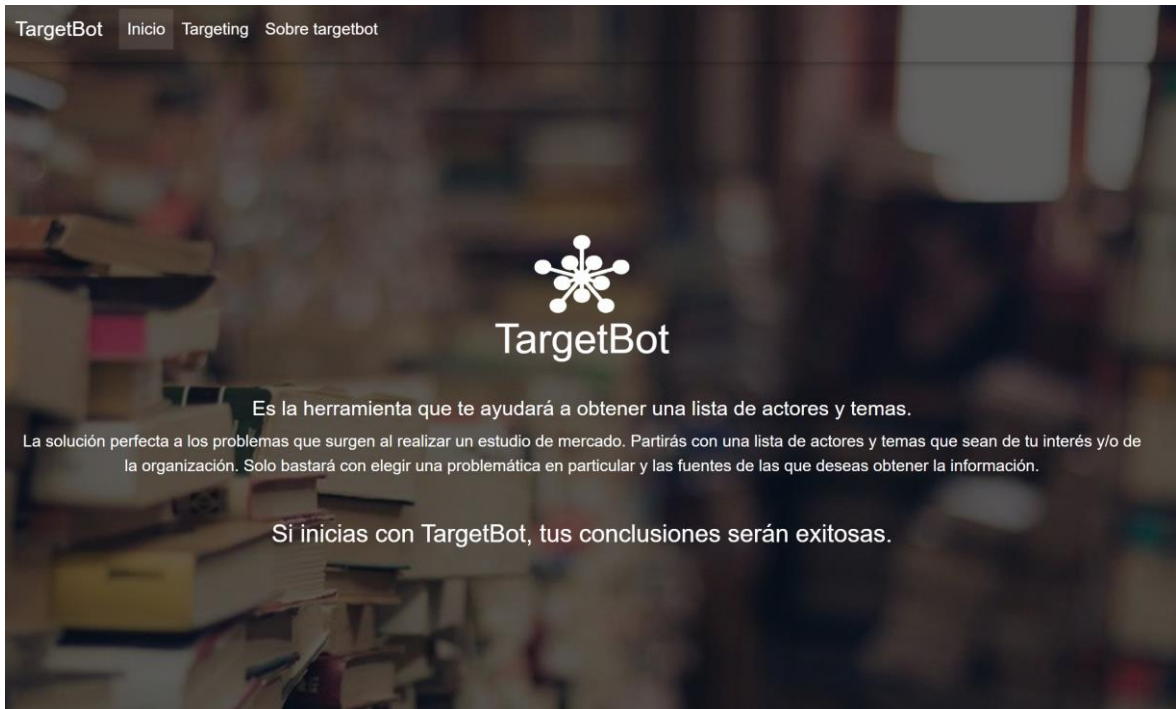 TargetBot Inicio Targeting Sobre targetbot
TargetBot
Es la herramienta que te ayudará a obtener una lista de actores y temas.
La solución perfecta a los problemas que surgen al realizar un estudio de mercado. Partirás con una lista de actores y temas que sean de tu interés y/o de
la organización. Solo bastará con elegir una problemática en particular y las fuentes de las que deseas obtener la información.
Si inicias con TargetBot, tus conclusiones serán exitosas.